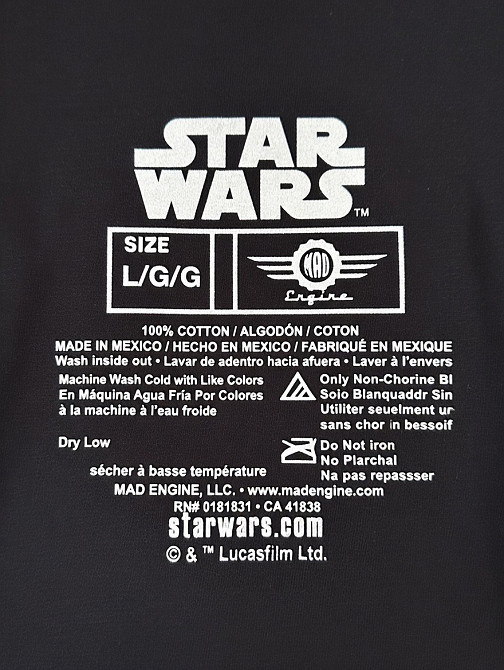 STAR
WARS™
SIZE
L/G/G
MAD
Engine
100% COTTON / ALGODÓN / COTON
MADE IN MEXICO / HECHO EN MEXICO / FABRIQUÉ EN MEXIQUE
Wash inside out • Lavar de adentro hacia afuera • Laver à l'envers
Machine Wash Cold with Like Colors
En Máquina Agua Fría Por Colores
à la machine à l'eau froide
Only Non-Chorine Bl
Soio Blanquaddr Sin
Utiliter seuelment ur
sans chor in bessoif
Dry Low
sécher à basse température
Do Not iron
No Plarchal
Na pas repassser
MAD ENGINE, LLC. • www.madengine.com
RN# 0181831 • CA 41838
starwars.com
© & ™ Lucasfilm Ltd.